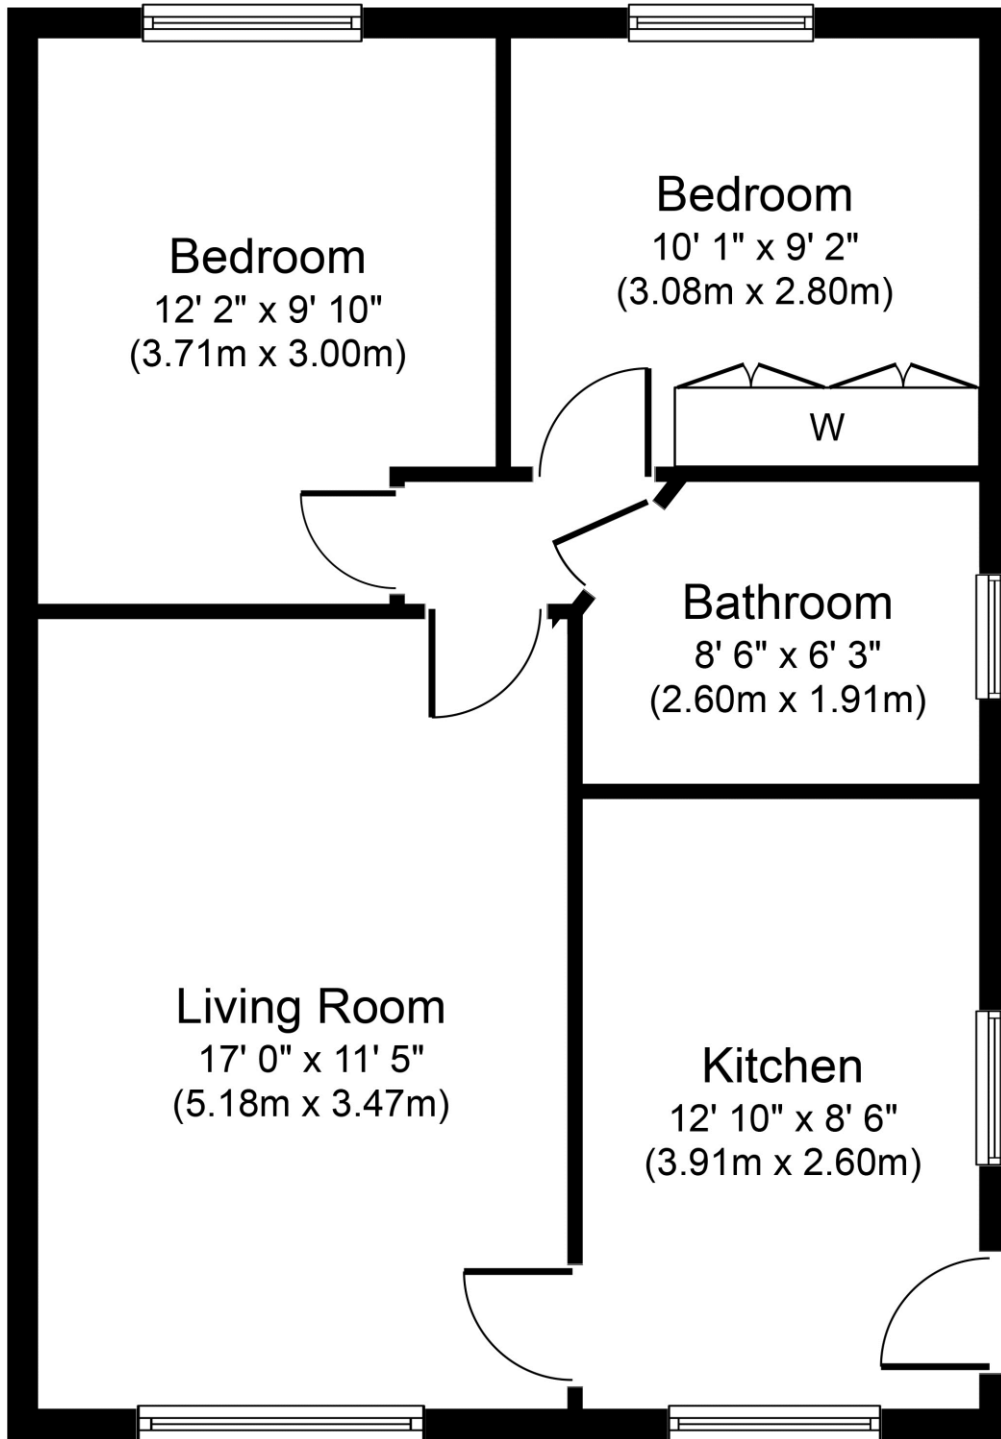 Bedroom
12' 2" x 9' 10"
(3.71m x 3.00m)
Bedroom
10' 1" x 9' 2"
(3.08m x 2.80m)
W
Bathroom
8' 6" x 6' 3"
(2.60m x 1.91m)
Living Room
17' 0" x 11' 5"
(5.18m x 3.47m)
Kitchen
12' 10" x 8' 6"
(3.91m x 2.60m)